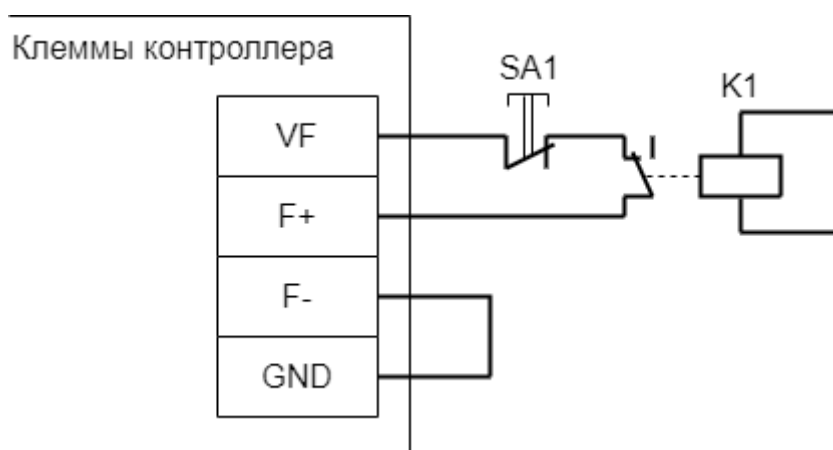 Клеммы контроллера
SA1
K1
VF
F+
F-
GND